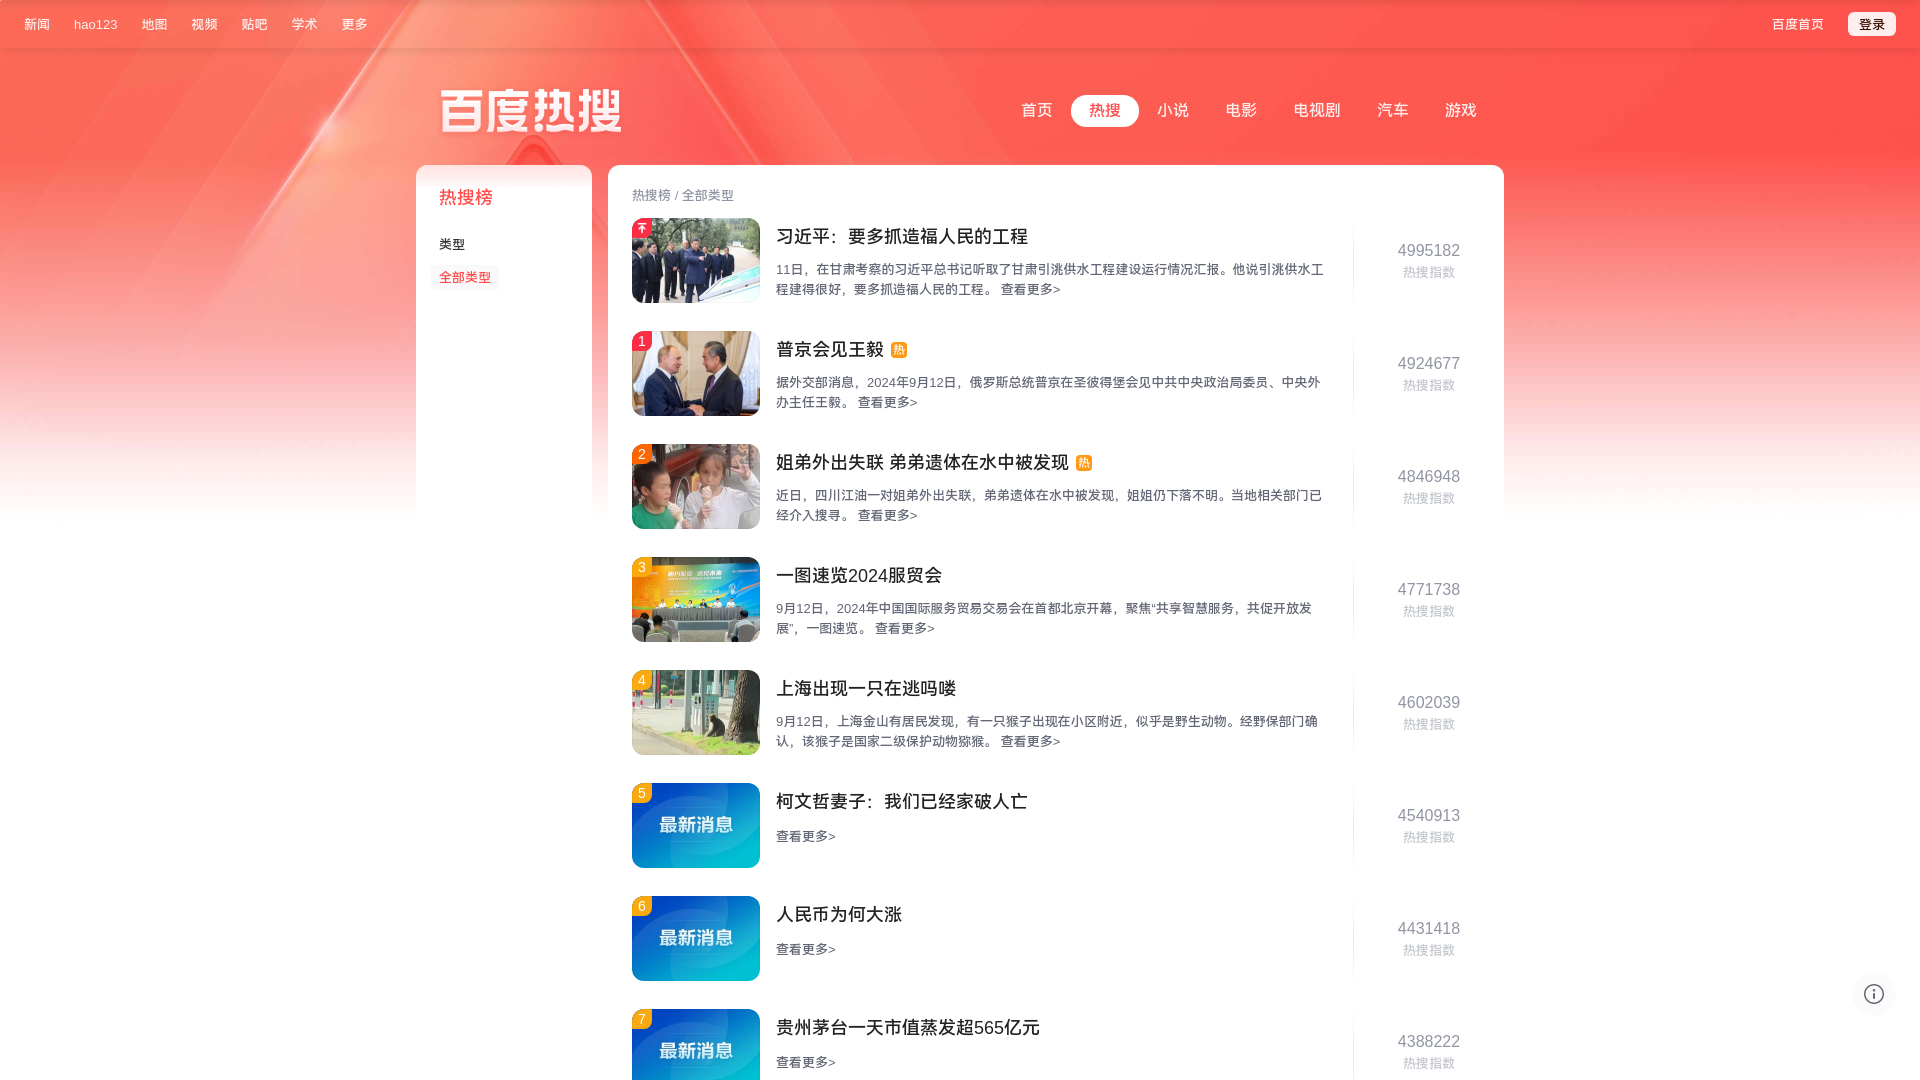 新闻 hao123 地图 视频 贴吧 学术 更多 百度首页 登录
百度热搜
首页 热搜 小说 电影 电视剧 汽车 游戏
热搜榜
类型
全部类型
热搜榜 / 全部类型
习近平：要多抓造福人民的工程
11日，在甘肃考察的习近平总书记听取了甘肃引洮供水工程建设运行情况汇报。他说引洮供水工
程建得很好，要多抓造福人民的工程。 查看更多>
4995182
热搜指数
1
普京会见王毅 热
据外交部消息，2024年9月12日，俄罗斯总统普京在圣彼得堡会见中共中央政治局委员、中央外
办主任王毅。 查看更多>
4924677
热搜指数
2
姐弟外出失联 弟弟遗体在水中被发现 热
近日，四川江油一对姐弟外出失联，弟弟遗体在水中被发现，姐姐仍下落不明。当地相关部门已
经介入搜寻。 查看更多>
4846948
热搜指数
3
一图速览2024服贸会
9月12日，2024年中国国际服务贸易交易会在首都北京开幕，聚焦“共享智慧服务，共促开放发
展”，一图速览。 查看更多>
4771738
热搜指数
4
上海出现一只在逃吗喽
9月12日，上海金山有居民发现，有一只猴子出现在小区附近，似乎是野生动物。经野保部门确
认，该猴子是国家二级保护动物猕猴。 查看更多>
4602039
热搜指数
5
最新消息
柯文哲妻子：我们已经家破人亡
查看更多>
4540913
热搜指数
6
最新消息
人民币为何大涨
查看更多>
4431418
热搜指数
7
最新消息
贵州茅台一天市值蒸发超565亿元
查看更多>
4388222
热搜指数